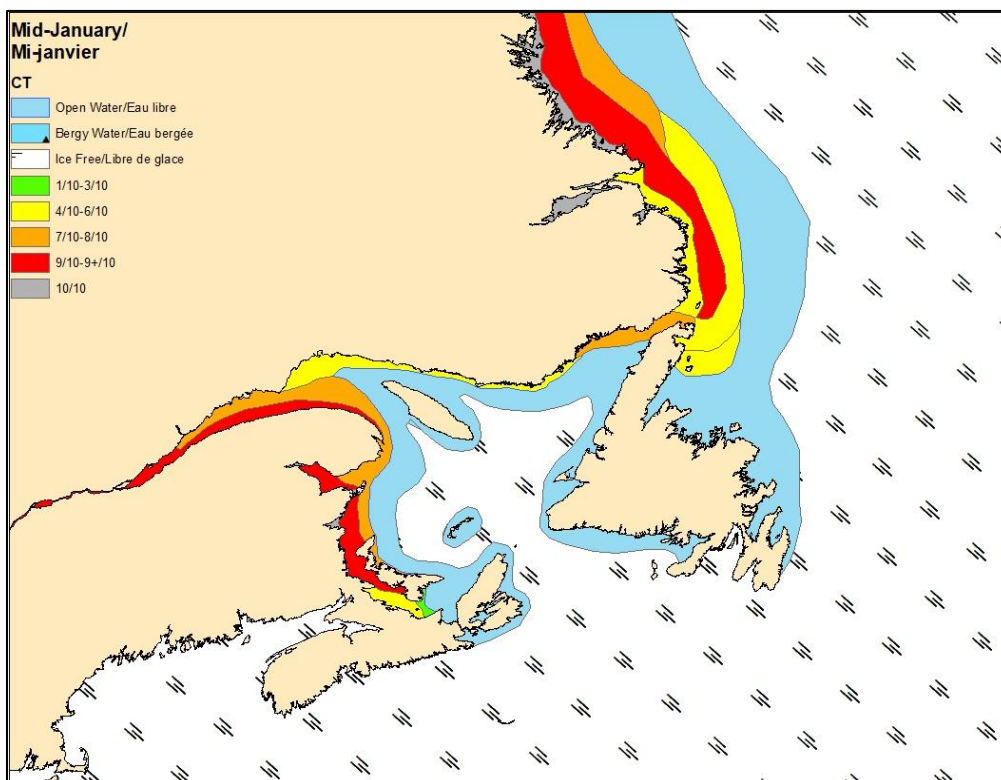 Mid-January/
Mi-janvier
CT
Open Water/Eau libre
Bergy Water/Eau bergée
Ice Free/Libre de glace
1/10-3/10
4/10-6/10
7/10-8/10
9/10-9+/10
10/10